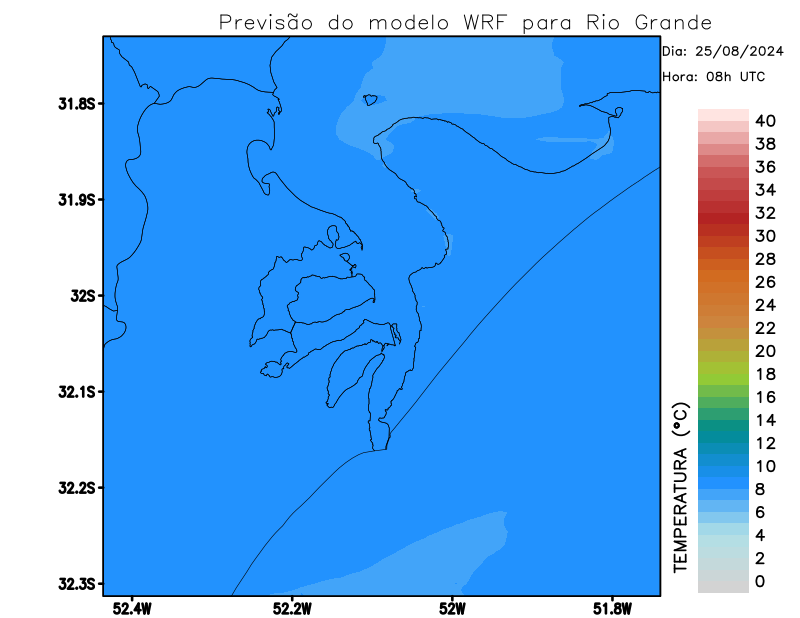 Previsão do modelo WRF para Rio Grande
Dia: 25/08/2024
Hora: 08h UTC
31.8S
31.9S
32S
32.1S
32.2S
32.3S
52.4W
52.2W
52W
51.8W
TEMPERATURA (°C)
40
38
36
34
32
30
28
26
24
22
20
18
16
14
12
10
8
6
4
2
0